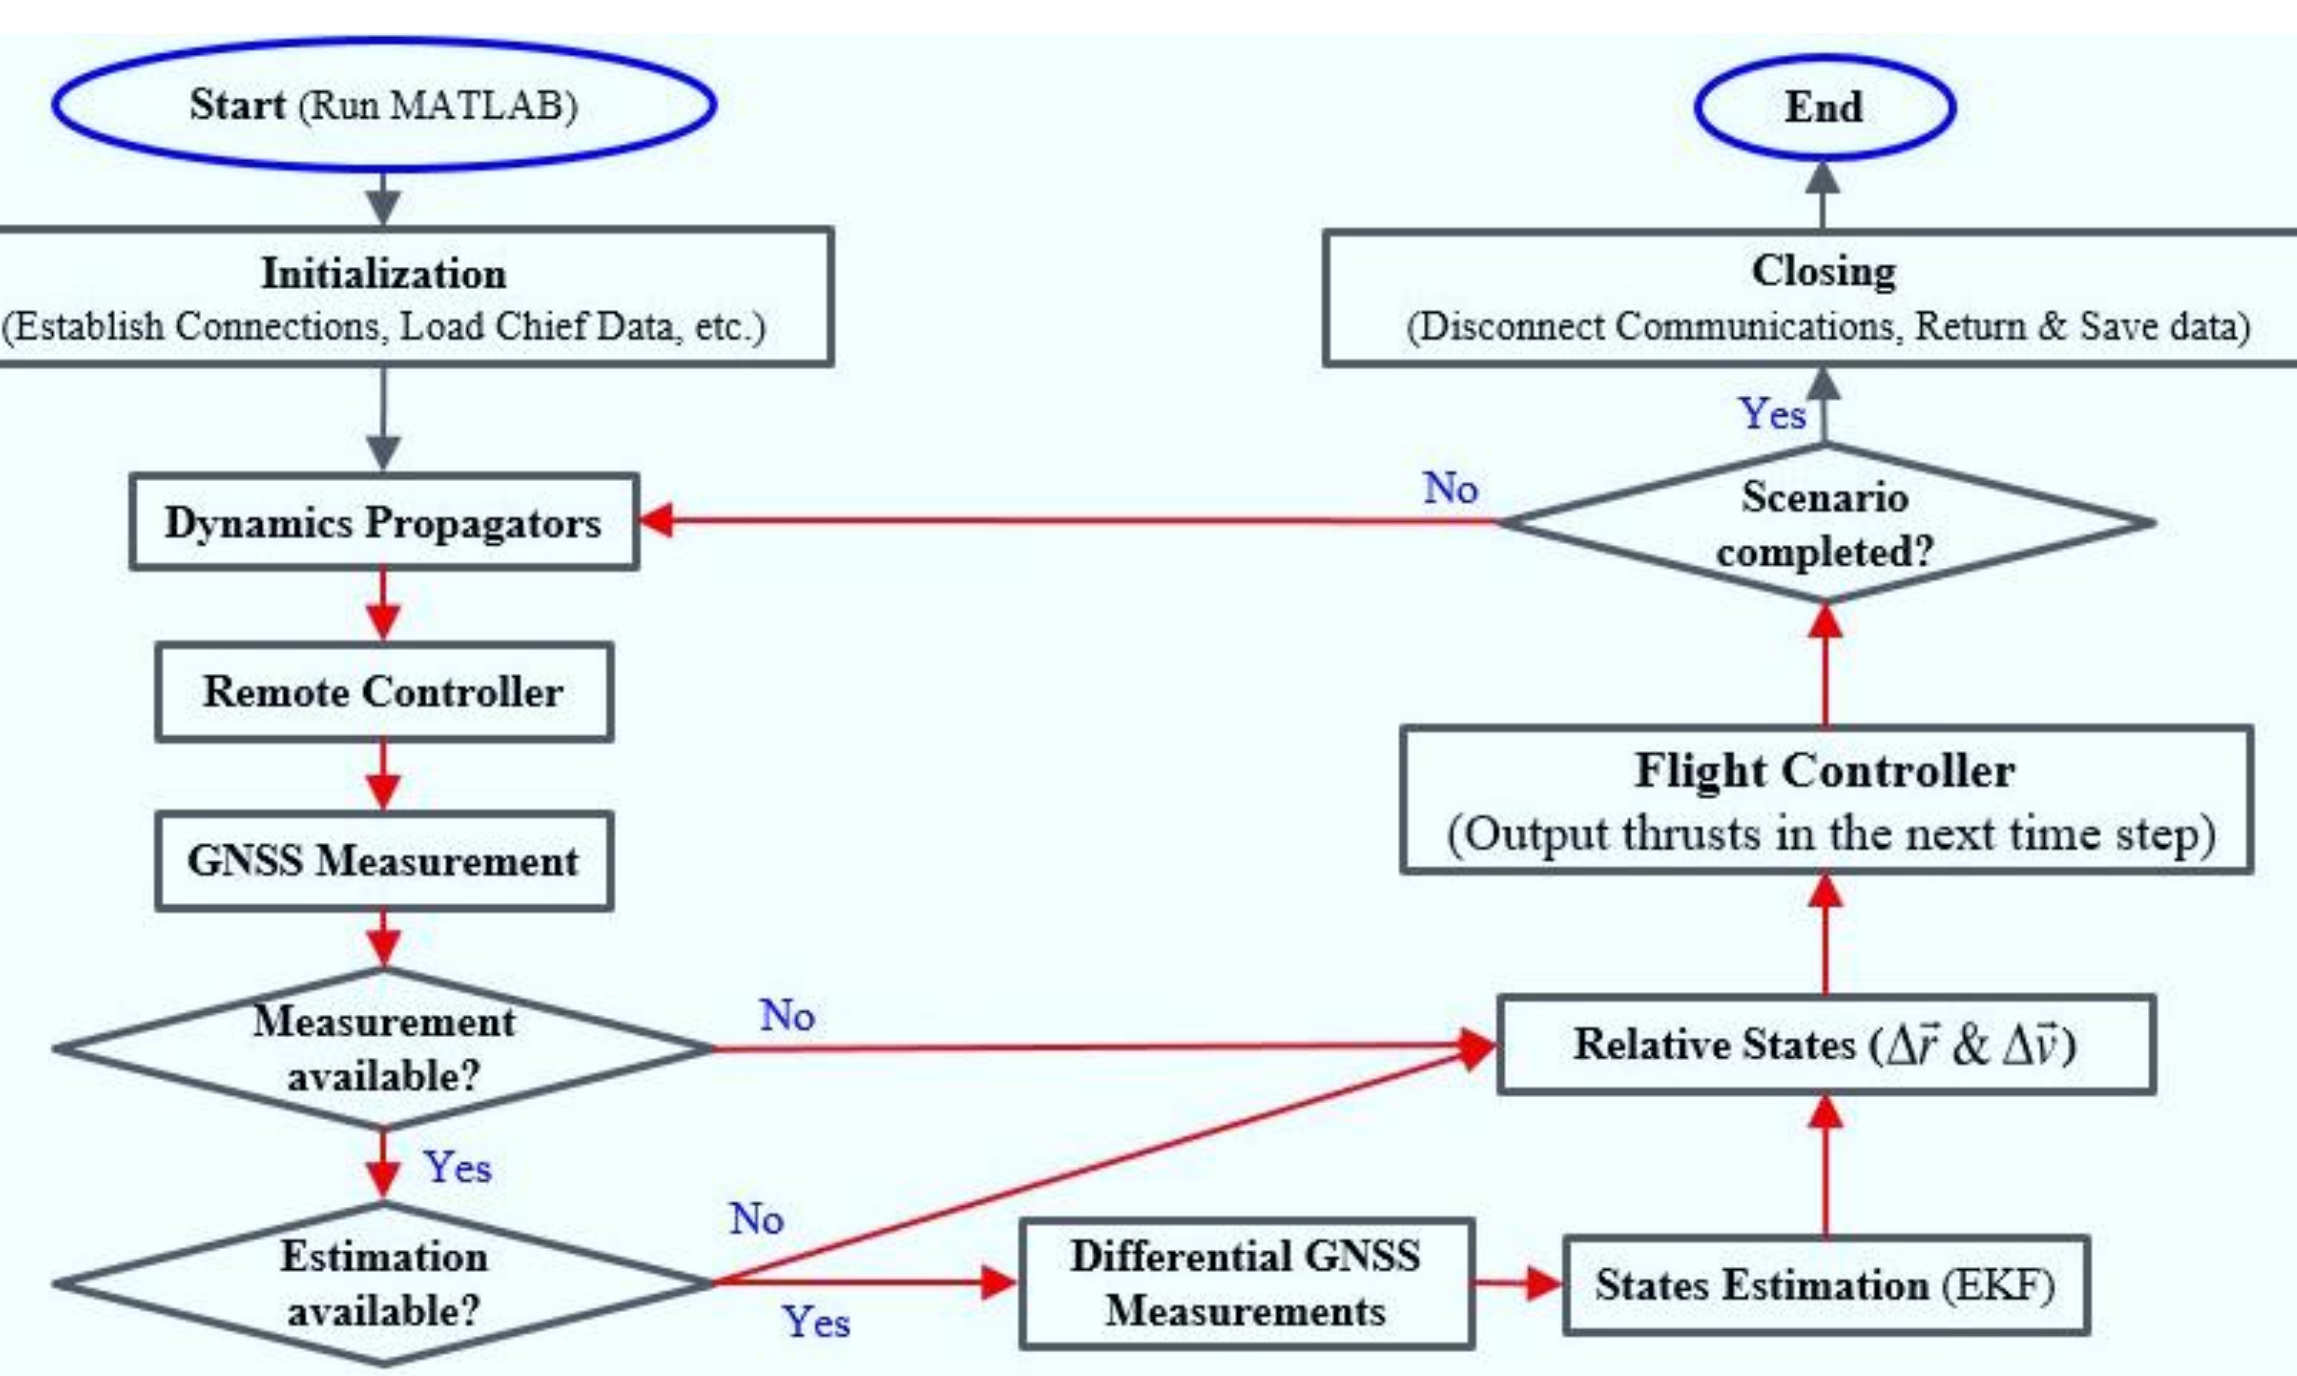 Start (Run MATLAB)
Initialization
(Establish Connections, Load Chief Data, etc.)
Dynamics Propagators
Remote Controller
GNSS Measurement
Measurement
available?
No
Yes
Estimation
available?
No
Yes
Differential GNSS
Measurements
States Estimation (EKF)
Relative States (Δr⃗ & Δv⃗)
Flight Controller
(Output thrusts in the next time step)
Scenario
completed?
No
Yes
Closing
(Disconnect Communications, Return & Save data)
End